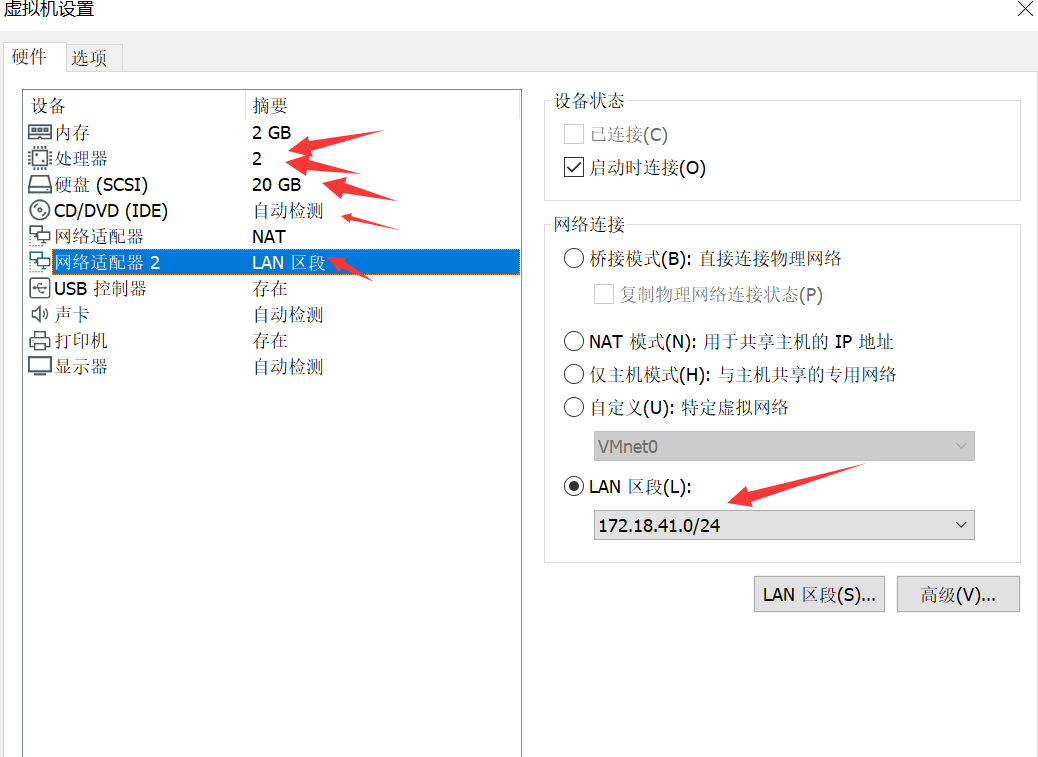 虚拟机设置
硬件 选项
设备 摘要
内存 2 GB
处理器 2
硬盘 (SCSI) 20 GB
CD/DVD (IDE) 自动检测
网络适配器 NAT
网络适配器 2 LAN 区段
USB 控制器 存在
声卡 自动检测
打印机 存在
显示器 自动检测
设备状态
已连接(C)
启动时连接(O)
网络连接
桥接模式(B): 直接连接物理网络
复制物理网络连接状态(P)
NAT 模式(N): 用于共享主机的 IP 地址
仅主机模式(H): 与主机共享的专用网络
自定义(U): 特定虚拟网络
VMnet0
LAN 区段(L):
172.18.41.0/24
LAN 区段(S)... 高级(V)...